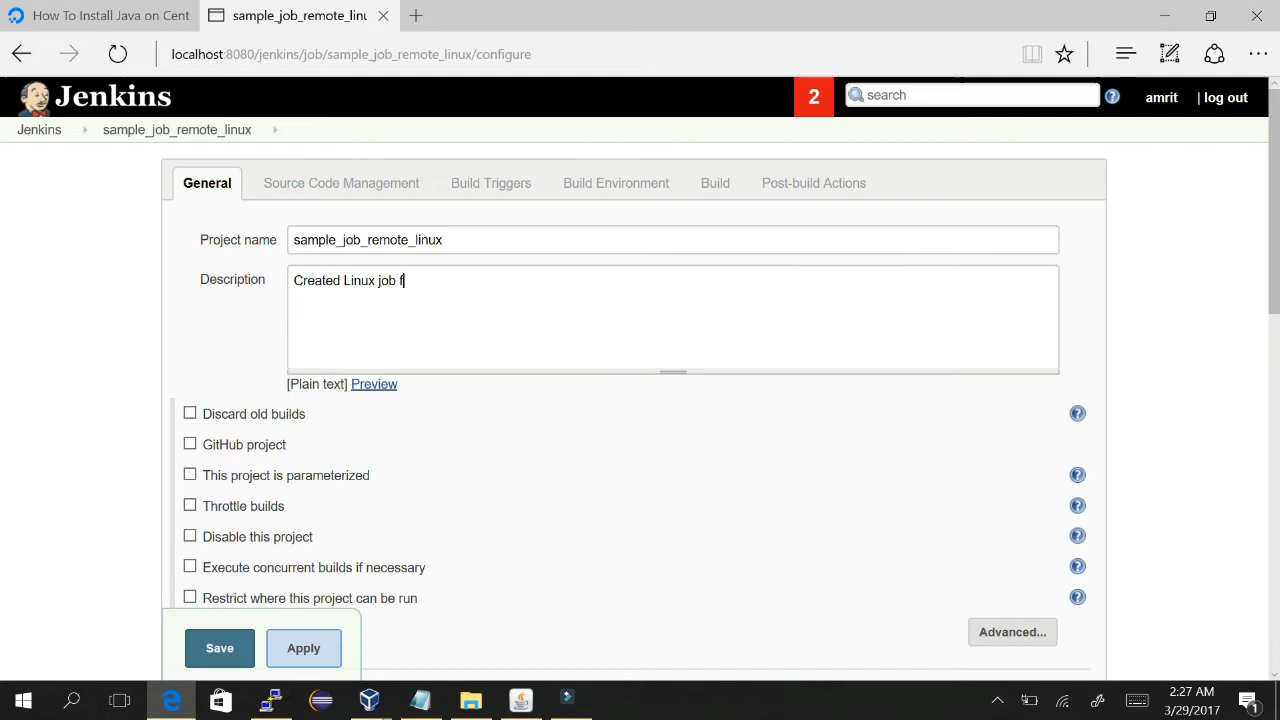 How To Install Java on Cent
sample_job_remote_linu
localhost:8080/jenkins/job/sample_job_remote_linux/configure
Jenkins
2
search
amrit
| log out
Jenkins
sample_job_remote_linux
General
Source Code Management
Build Triggers
Build Environment
Build
Post-build Actions
Project name
sample_job_remote_linux
Description
Created Linux job f
[Plain text] Preview
Discard old builds
GitHub project
This project is parameterized
Throttle builds
Disable this project
Execute concurrent builds if necessary
Restrict where this project can be run
Advanced...
Save
Apply
2:27 AM
3/29/2017
1